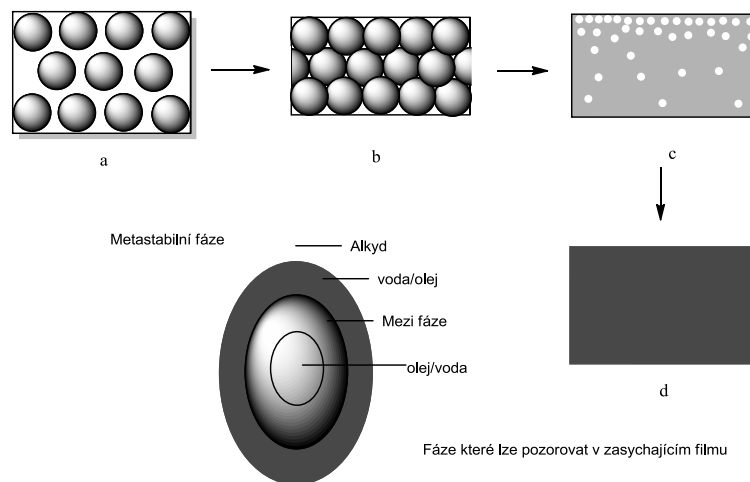 a
b
c
Metastabilní fáze
Alkyd
voda/olej
Mezi fáze
olej/voda
d
Fáze které lze pozorovat v zasychajícím filmu